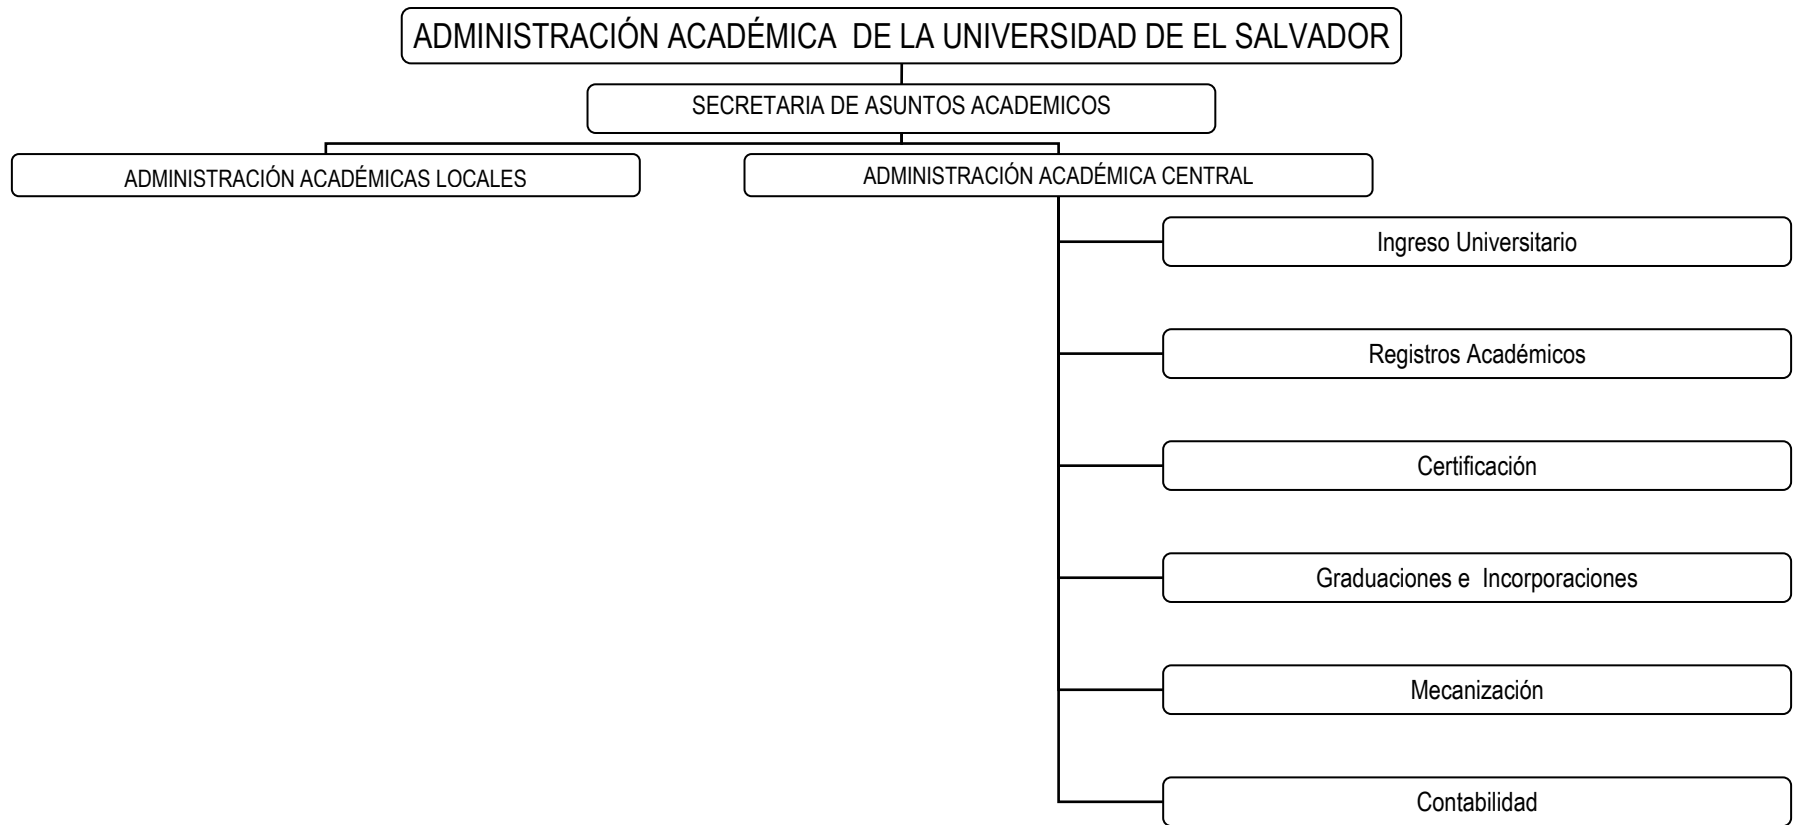 ADMINISTRACIÓN ACADÉMICA  DE LA UNIVERSIDAD DE EL SALVADOR
SECRETARIA DE ASUNTOS ACADEMICOS
ADMINISTRACIÓN ACADÉMICAS LOCALES
ADMINISTRACIÓN ACADÉMICA CENTRAL
Ingreso Universitario
Registros Académicos
Certificación
Graduaciones e  Incorporaciones
Mecanización
Contabilidad